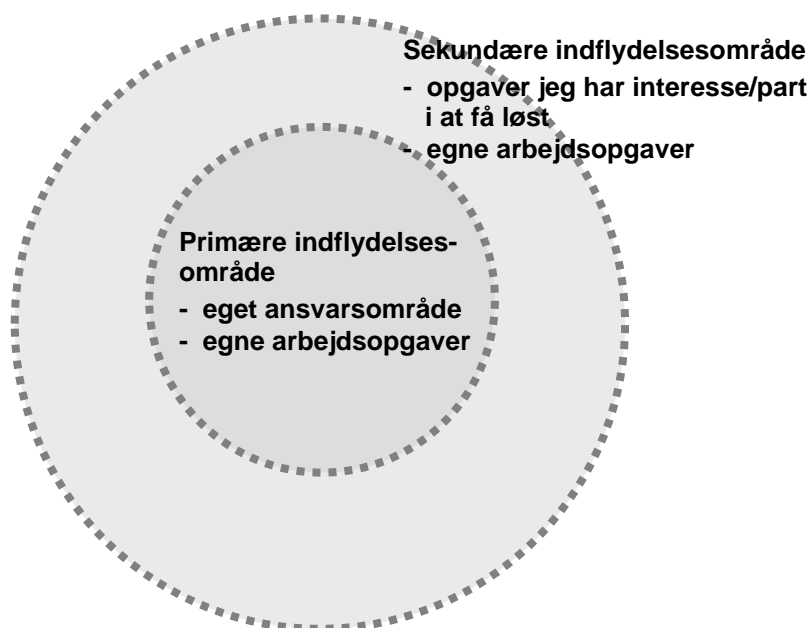 Sekundære indflydelsesområde
- opgaver jeg har interesse/part
i at få løst
- egne arbejdsopgaver
Primære indflydelses-
område
- eget ansvarsområde
- egne arbejdsopgaver